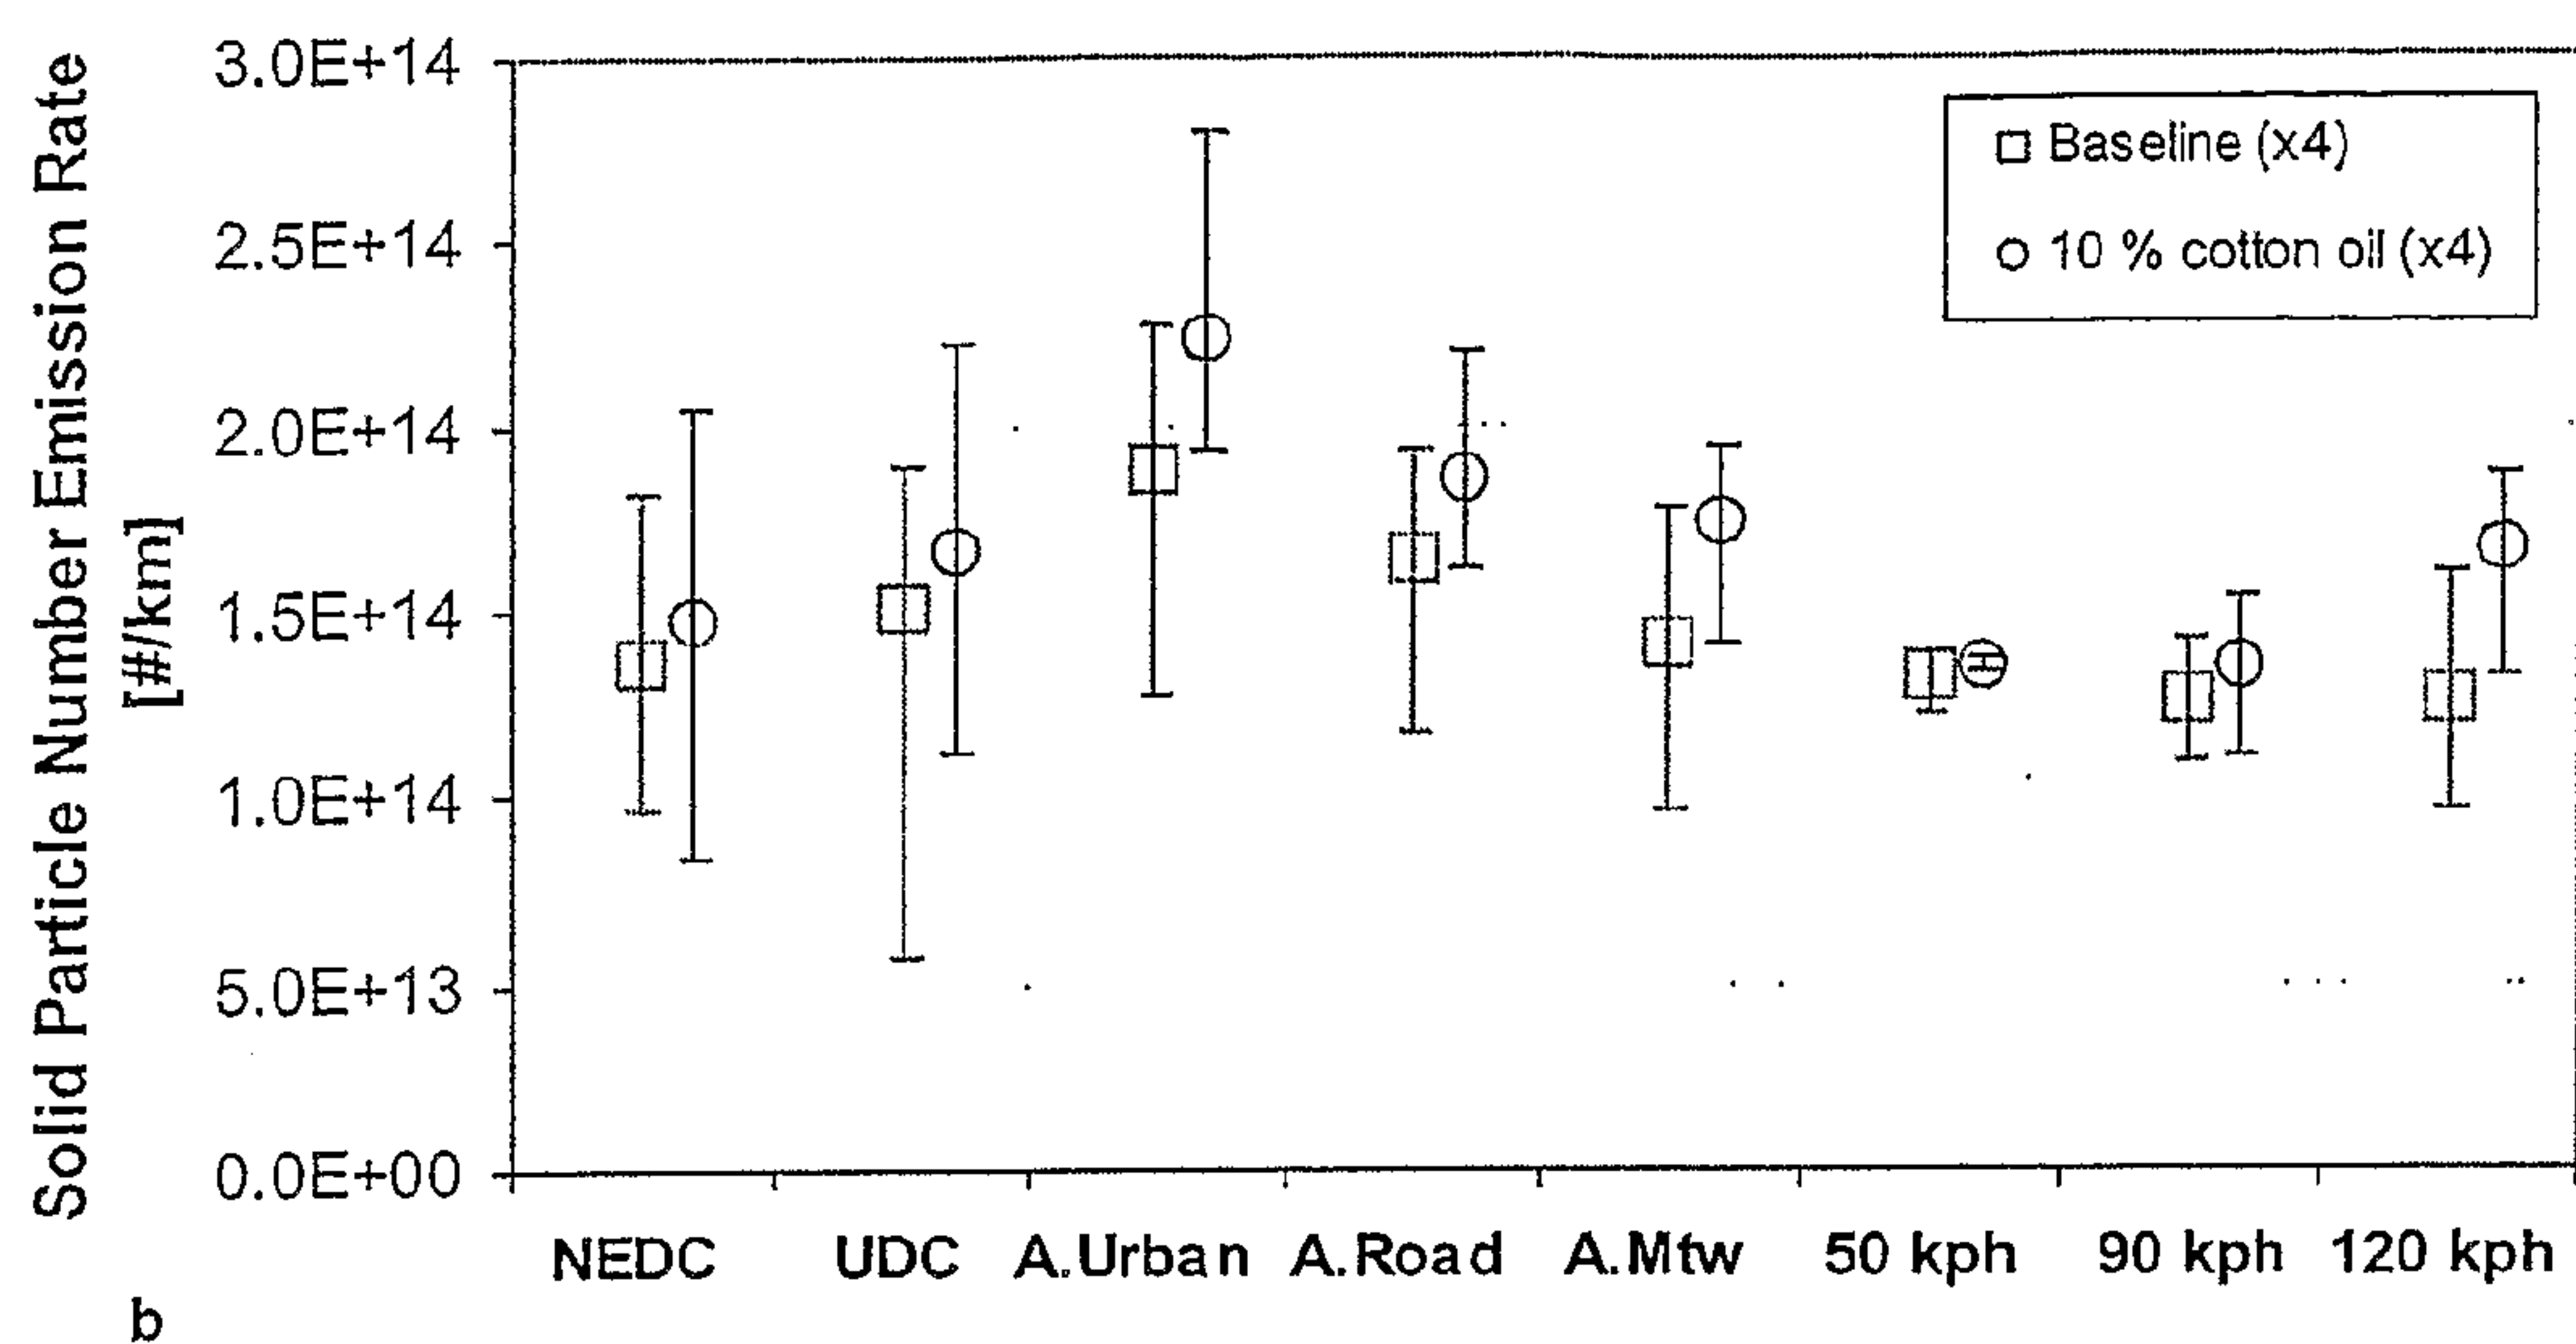 Solid Particle Number Emission Rate
[#/km]
3.0E+14
2.5E+14
2.0E+14
1.5E+14
1.0E+14
5.0E+13
0.0E+00
Baseline (x4)
10 % cotton oil (x4)
NEDC UDC A.Urban A.Road A.Mtw 50 kph 90 kph 120 kph
b